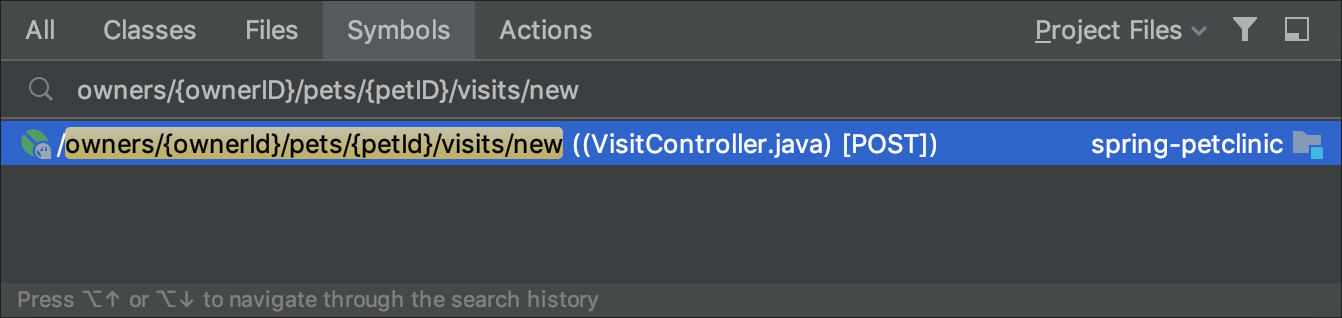 All Classes Files Symbols Actions Project Files
owners/{ownerID}/pets/{petID}/visits/new
/owners/{ownerId}/pets/{petId}/visits/new ((VisitController.java) [POST]) spring-petclinic
Press ⌥↑ or ⌥↓ to navigate through the search history